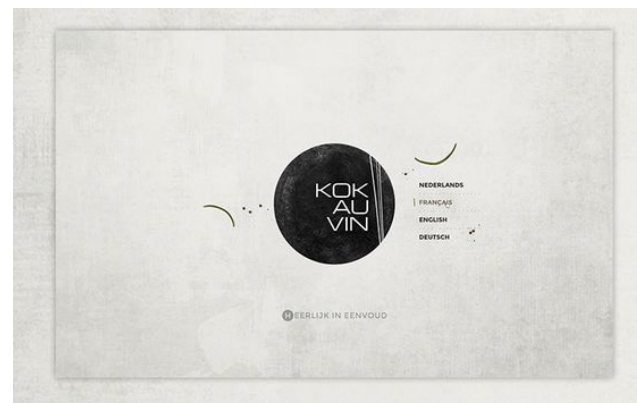 KOK
AU
VIN
NEDERLANDS
FRANÇAIS
ENGLISH
DEUTSCH
HEERLIJK IN EENVOUD